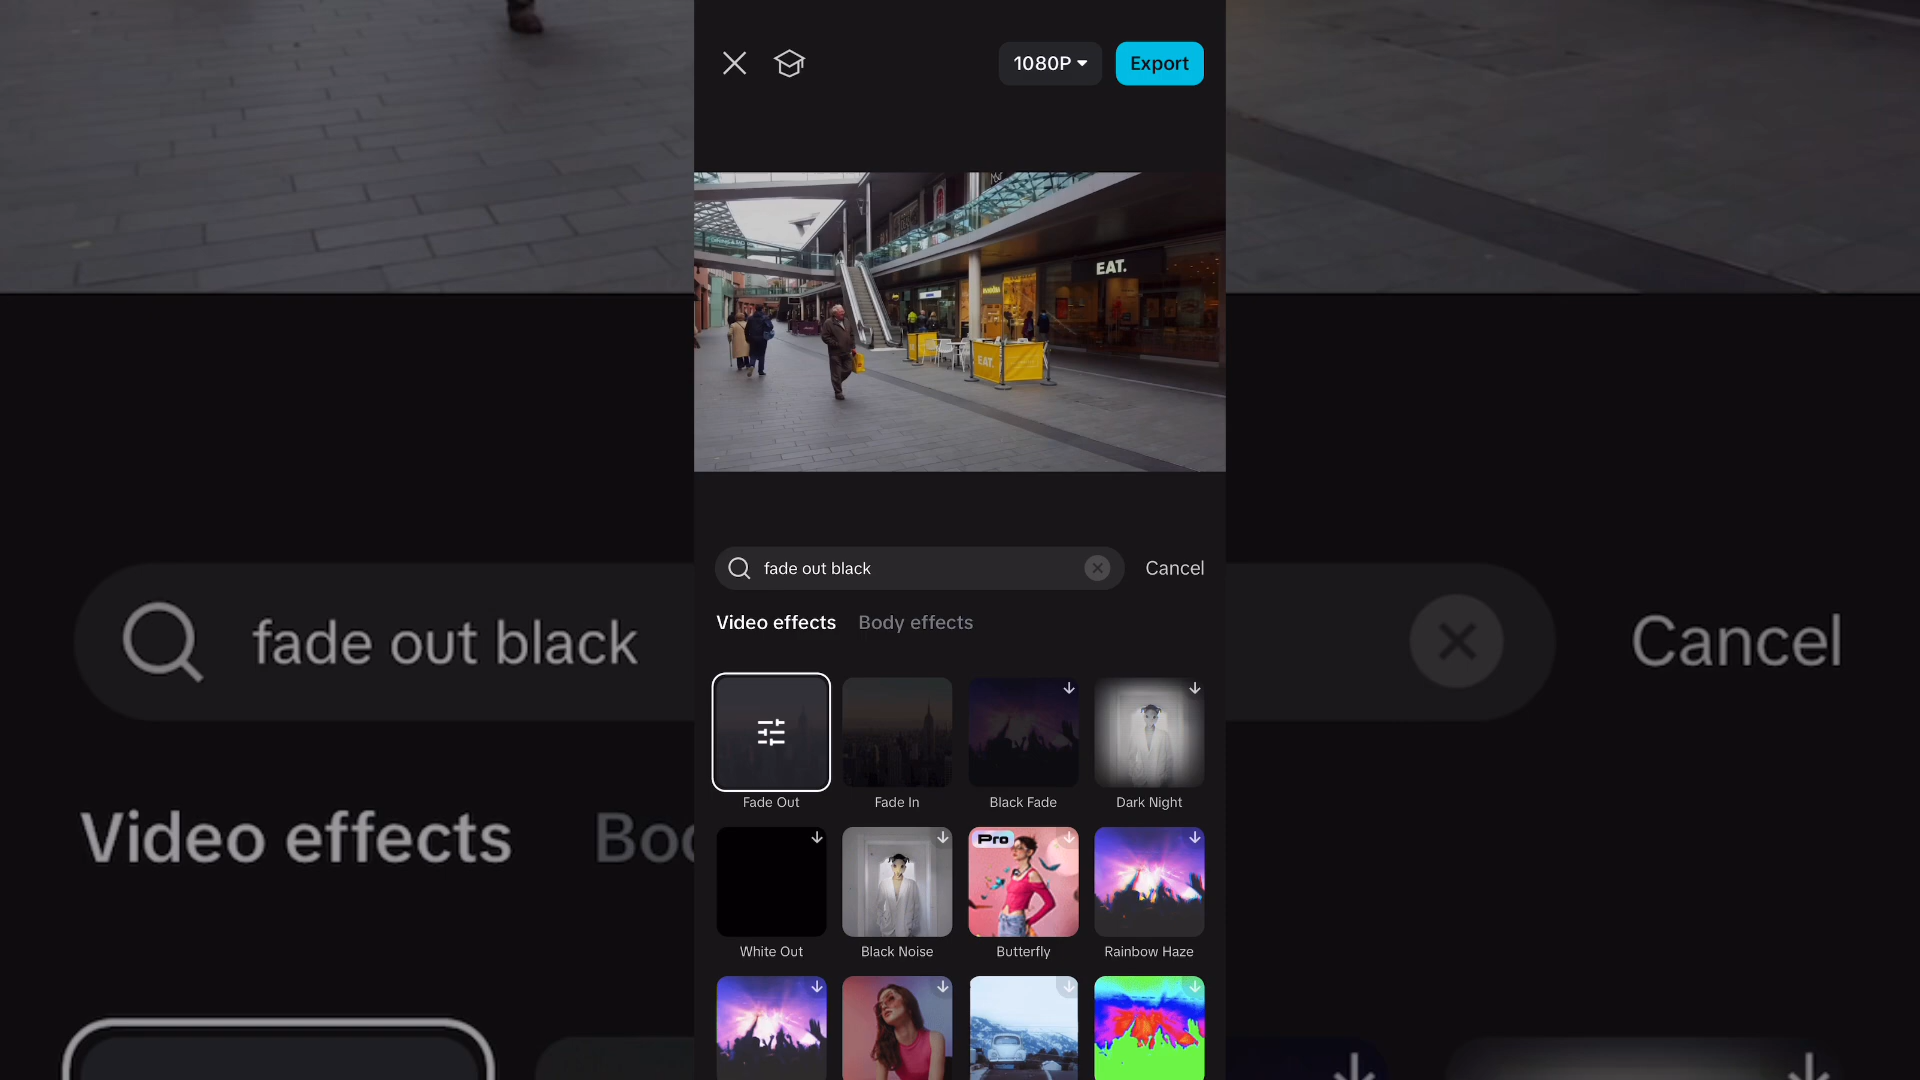 1080P
Export
EAT.
EAT.
fade out black
Cancel
Video effects
Body effects
Fade Out
Fade In
Black Fade
Dark Night
White Out
Black Noise
Pro
Butterfly
Rainbow Haze
fade out black
Cancel
Video effects
Bo